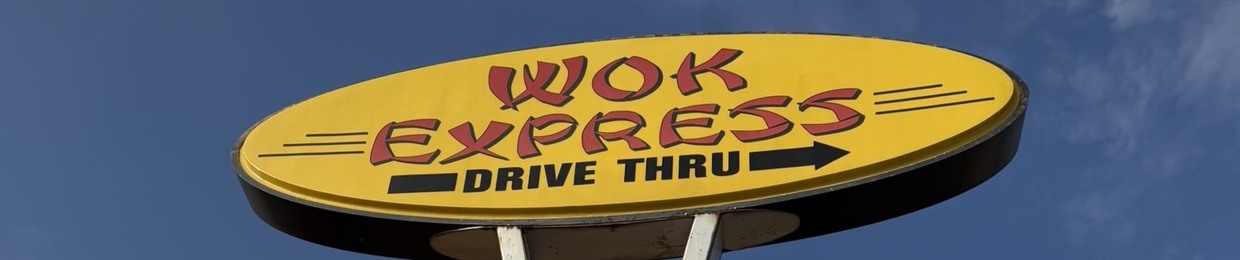 WOK
EXPRESS
DRIVE THRU